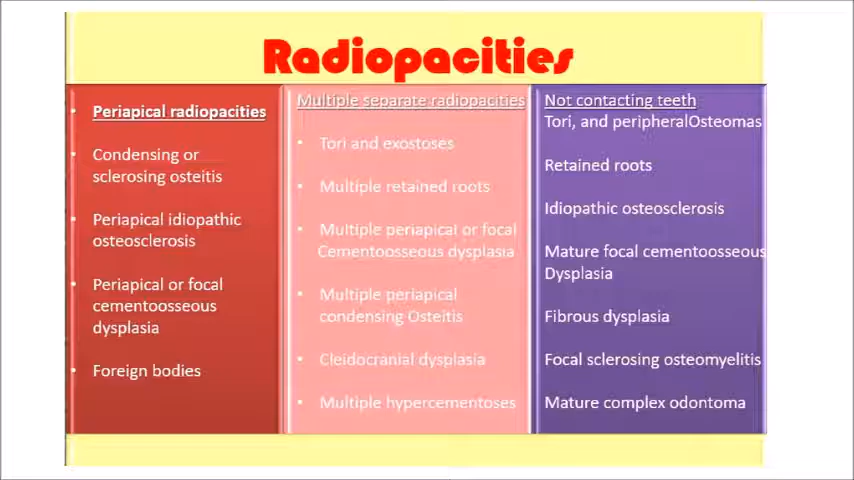 Radiopacities
Periapical radiopacities
Condensing or
sclerosing osteitis
Periapical idiopathic
osteosclerosis
Periapical or focal
cementoosseous
dysplasia
Foreign bodies
Multiple separate radiopacities
Tori and exostoses
Multiple retained roots
Multiple periapical or focal
Cementoosseous dysplasia
Multiple periapical
condensing Osteitis
Cleidocranial dysplasia
Multiple hypercementoses
Not contacting teeth
Tori, and peripheralOsteomas
Retained roots
Idiopathic osteosclerosis
Mature focal cementoosseous
Dysplasia
Fibrous dysplasia
Focal sclerosing osteomyelitis
Mature complex odontoma